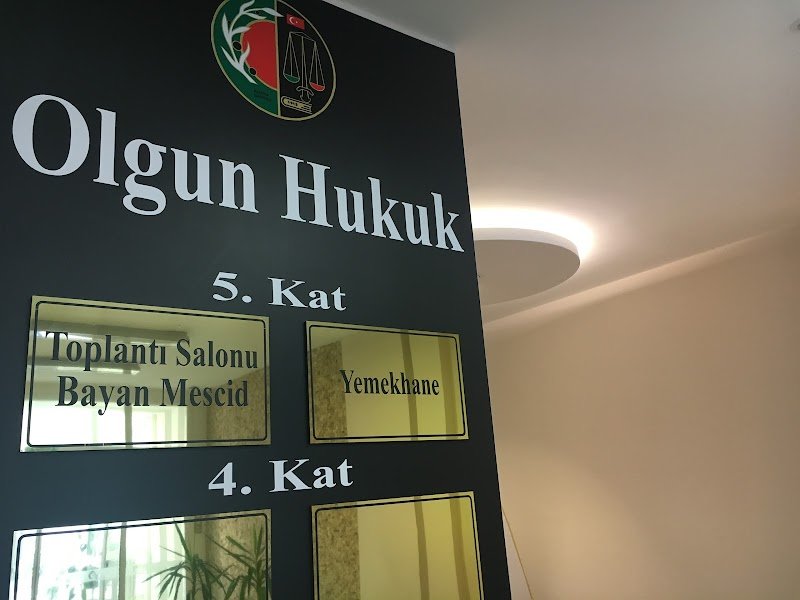 Olgun Hukuk
5. Kat
Toplantı Salonu
Bayan Mescid
Yemekhane
4. Kat